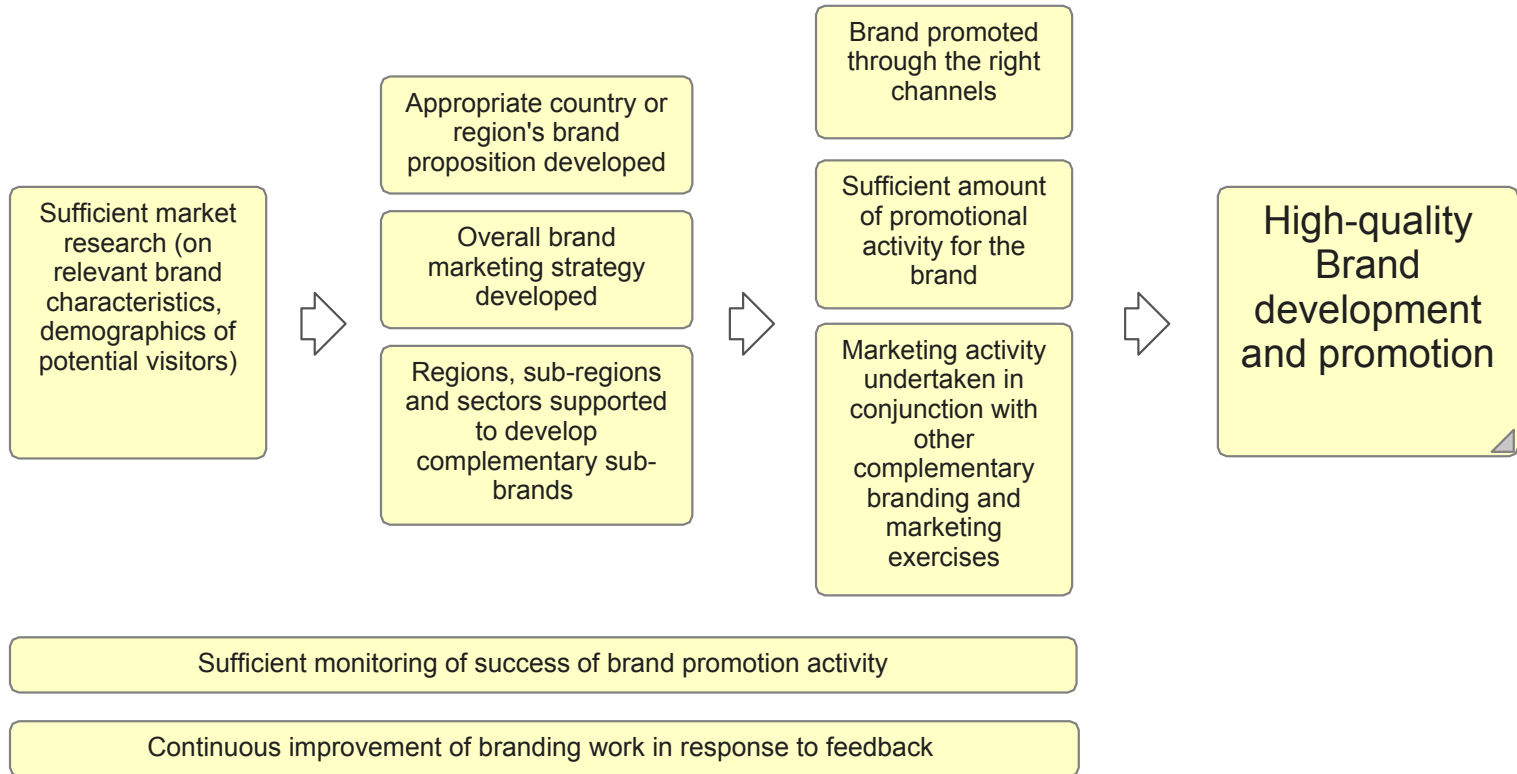 Sufficient market
research (on
relevant brand
characteristics,
demographics of
potential visitors)
Appropriate country or
region's brand
proposition developed
Overall brand
marketing strategy
developed
Regions, sub-regions
and sectors supported
to develop
complementary sub-
brands
Brand promoted
through the right
channels
Sufficient amount
of promotional
activity for the
brand
Marketing activity
undertaken in
conjunction with
other
complementary
branding and
marketing
exercises
High-quality
Brand
development
and promotion
Sufficient monitoring of success of brand promotion activity
Continuous improvement of branding work in response to feedback